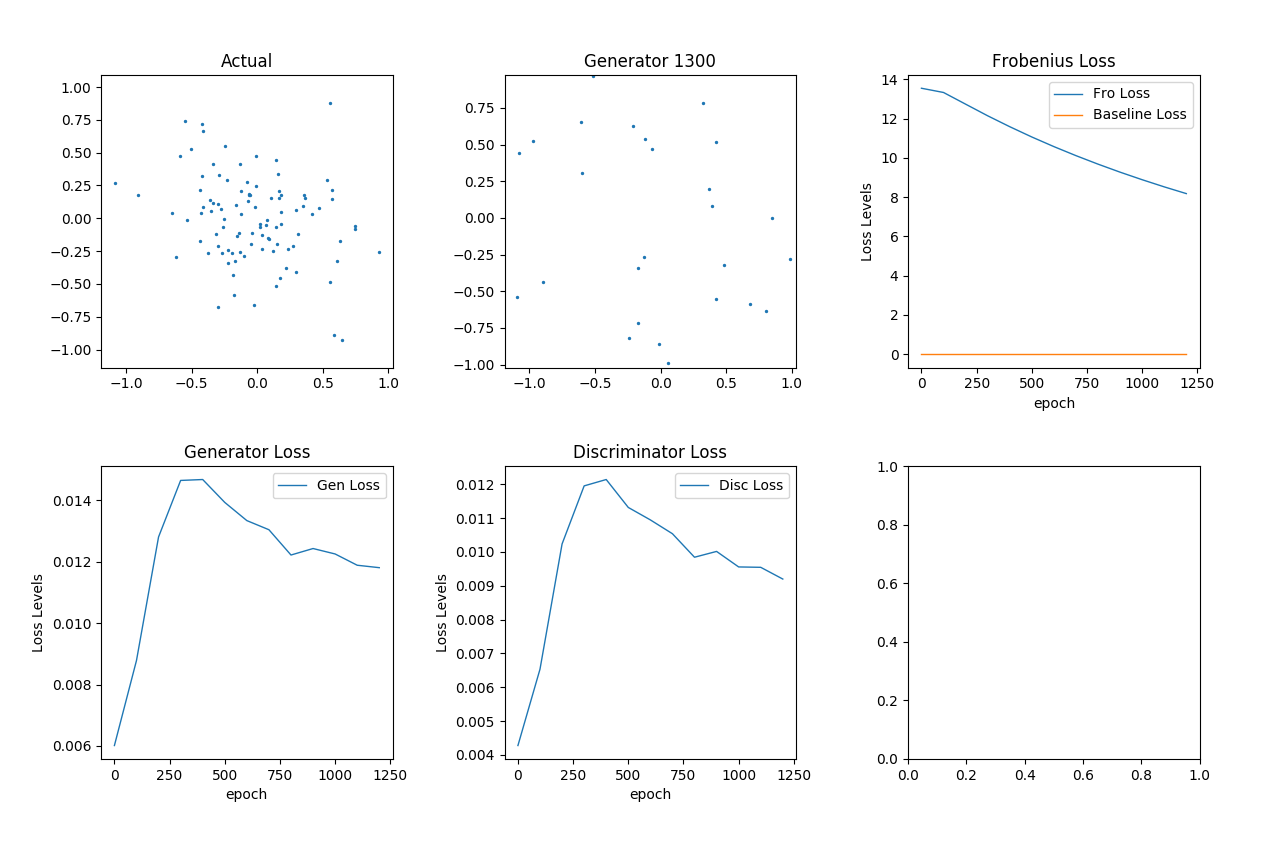 Actual
1.00
0.75
0.50
0.25
0.00
−0.25
−0.50
−0.75
−1.00
−1.0 −0.5 0.0 0.5 1.0
Generator 1300
0.75
0.50
0.25
0.00
−0.25
−0.50
−0.75
−1.00
−1.0 −0.5 0.0 0.5 1.0
Frobenius Loss
Fro Loss
Baseline Loss
Loss Levels
14
12
10
8
6
4
2
0
0 250 500 750 1000 1250
epoch
Generator Loss
Gen Loss
Loss Levels
0.014
0.012
0.010
0.008
0.006
0 250 500 750 1000 1250
epoch
Discriminator Loss
Disc Loss
Loss Levels
0.012
0.011
0.010
0.009
0.008
0.007
0.006
0.005
0.004
0 250 500 750 1000 1250
epoch
1.0
0.8
0.6
0.4
0.2
0.0
0.0 0.2 0.4 0.6 0.8 1.0